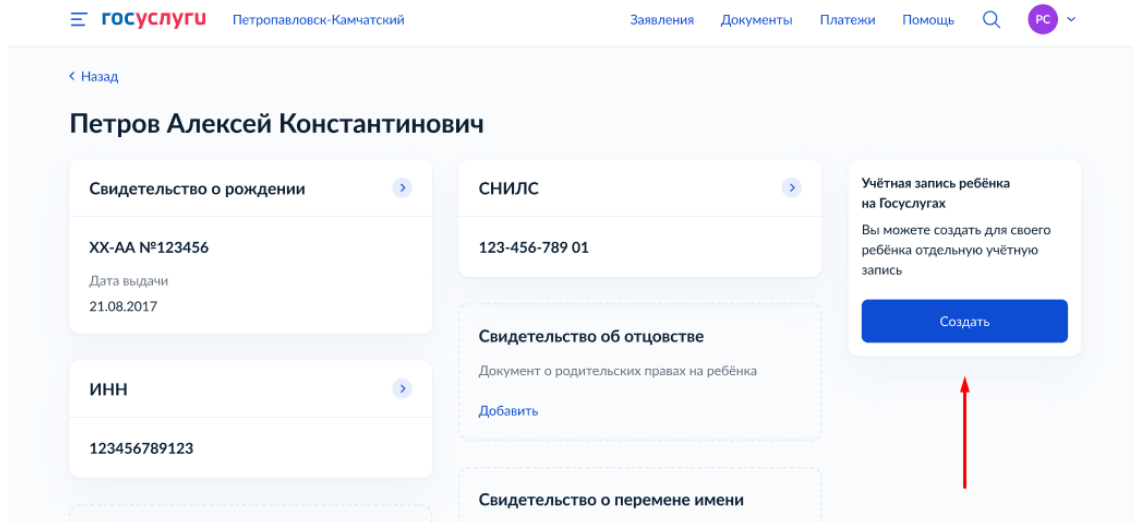 госуслуги Петропавловск-Камчатский Заявления Документы Платежи Помощь РС
Назад
Петров Алексей Константинович
Свидетельство о рождении
XX-AA №123456
Дата выдачи
21.08.2017
ИНН
123456789123
СНИЛС
123-456-789 01
Свидетельство об отцовстве
Документ о родительских правах на ребёнка
Добавить
Свидетельство о перемене имени
Учётная запись ребёнка
на Госуслугах
Вы можете создать для своего
ребёнка отдельную учётную
запись
Создать